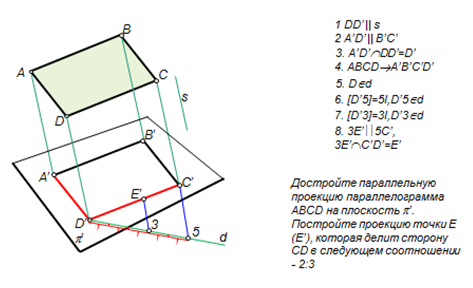 1 DD’|| s
2 A’D’|| B’C’
3. A’D’∩DD’=D’
4. ABCD→A’B’C’D’
5. D∈d
6. [D’5]=5l,D’5∈d
7. [D’3]=3l,D’3∈d
8. 3E’││5C’,
3E’∩C’D’=E’
Достройте параллельную
проекцию параллелограмма
ABCD на плоскость π’.
Постройте проекцию точки E
(E’), которая делит сторону
CD в следующем соотношении
- 2:3
B
A
C
s
D
B’
A’
C’
E’
D’
3
5
d
π’